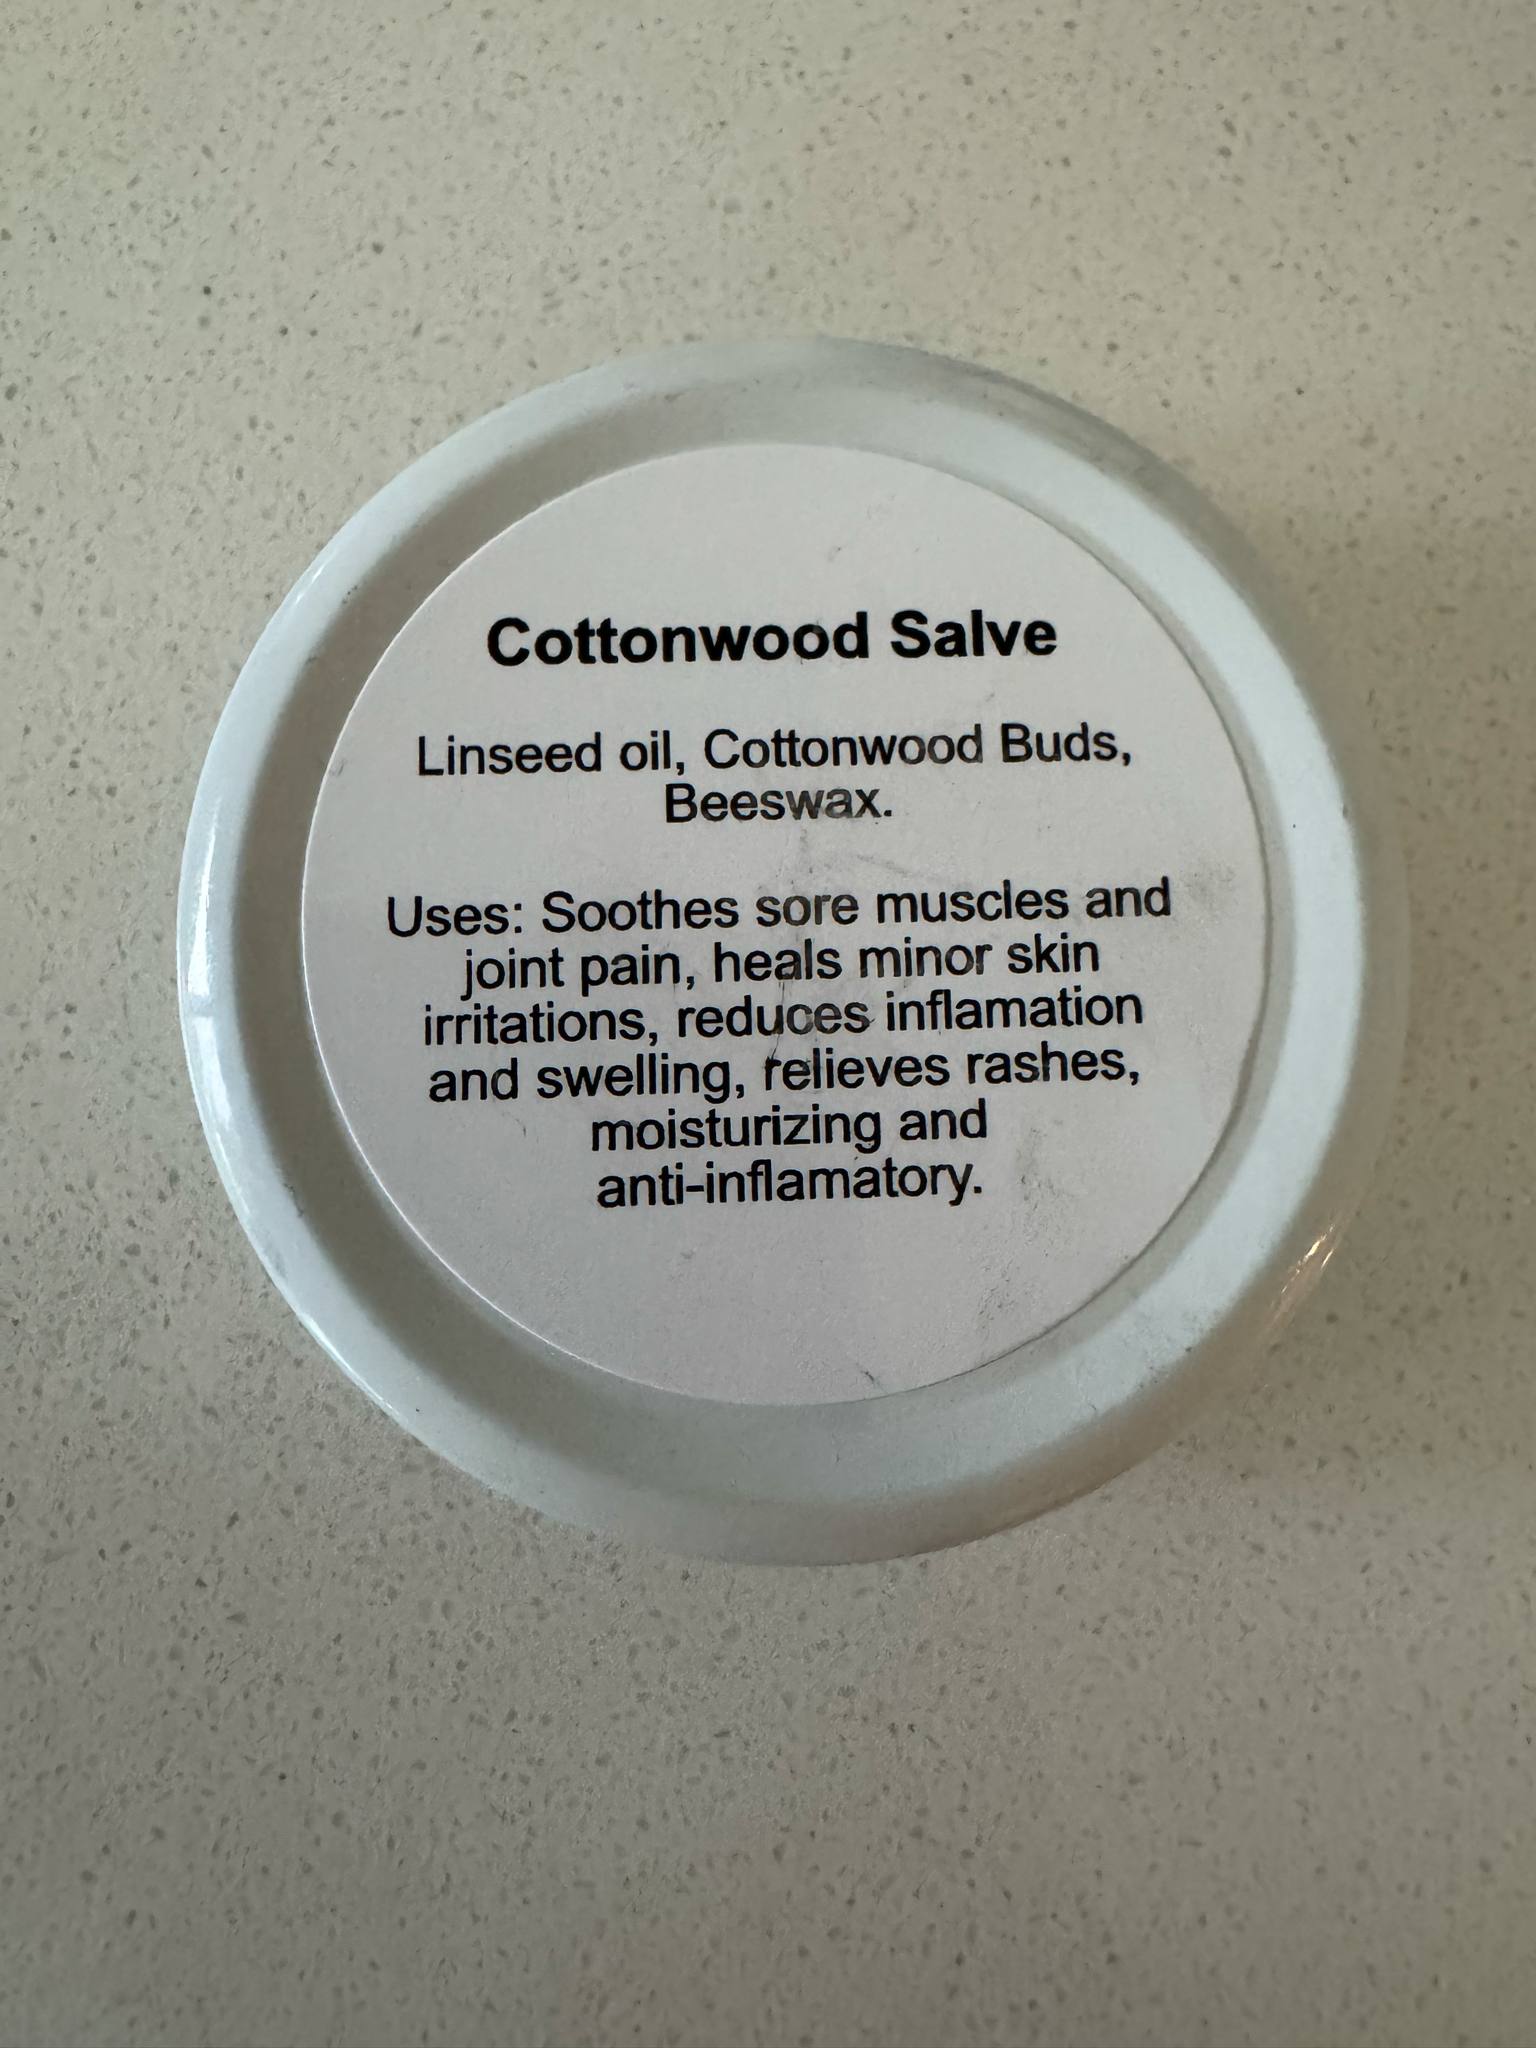 Cottonwood Salve
Linseed oil, Cottonwood Buds,
Beeswax.
Uses: Soothes sore muscles and
joint pain, heals minor skin
irritations, reduces inflamation
and swelling, relieves rashes,
moisturizing and
anti-inflamatory.